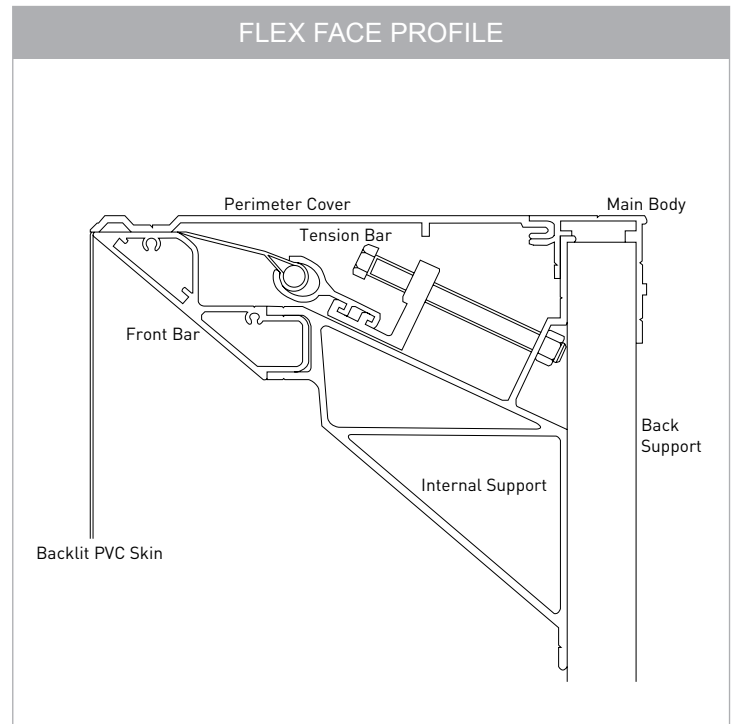 FLEX FACE PROFILE
Perimeter Cover
Main Body
Tension Bar
Front Bar
Back
Support
Internal Support
Backlit PVC Skin